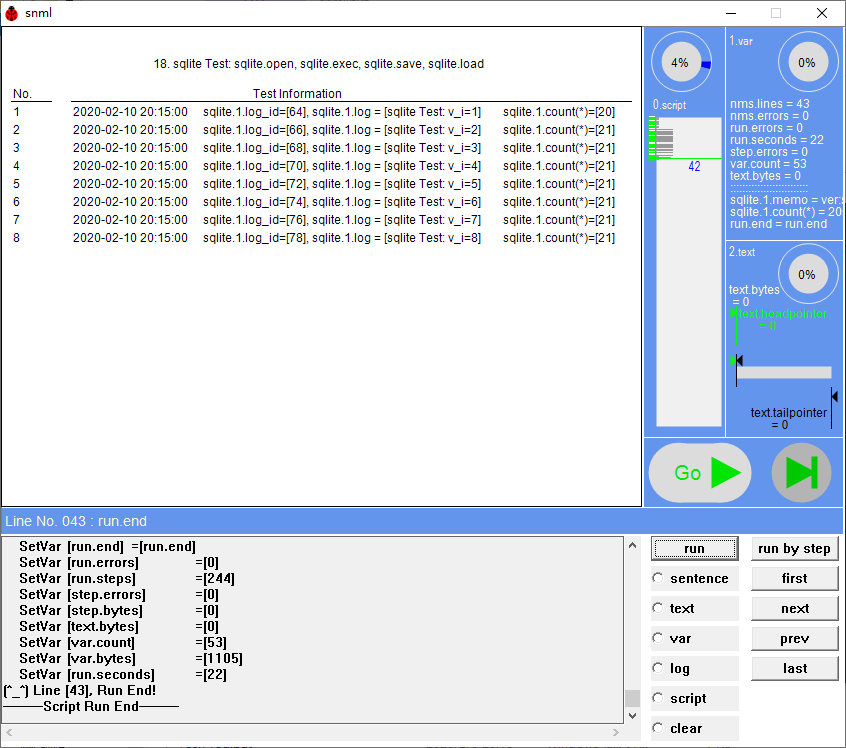 snml
18. sqlite Test: sqlite.open, sqlite.exec, sqlite.save, sqlite.load
No. Test Information
1 2020-02-10 20:15:00 sqlite.1.log_id=[64], sqlite.1.log = [sqlite Test: v_i=1] sqlite.1.count(*)=[20]
2 2020-02-10 20:15:00 sqlite.1.log_id=[66], sqlite.1.log = [sqlite Test: v_i=2] sqlite.1.count(*)=[21]
3 2020-02-10 20:15:00 sqlite.1.log_id=[68], sqlite.1.log = [sqlite Test: v_i=3] sqlite.1.count(*)=[21]
4 2020-02-10 20:15:00 sqlite.1.log_id=[70], sqlite.1.log = [sqlite Test: v_i=4] sqlite.1.count(*)=[21]
5 2020-02-10 20:15:00 sqlite.1.log_id=[72], sqlite.1.log = [sqlite Test: v_i=5] sqlite.1.count(*)=[21]
6 2020-02-10 20:15:00 sqlite.1.log_id=[74], sqlite.1.log = [sqlite Test: v_i=6] sqlite.1.count(*)=[21]
7 2020-02-10 20:15:00 sqlite.1.log_id=[76], sqlite.1.log = [sqlite Test: v_i=7] sqlite.1.count(*)=[21]
8 2020-02-10 20:15:00 sqlite.1.log_id=[78], sqlite.1.log = [sqlite Test: v_i=8] sqlite.1.count(*)=[21]
4%
0.script
42
1.var
0%
nms.lines = 43
nms.errors = 0
run.errors = 0
run.seconds = 22
step.errors = 0
var.count = 53
text.bytes = 0
sqlite.1.memo = ver:
sqlite.1.count(*) = 20
run.end = run.end
2.text
0%
text.bytes
= 0
text.headpointer
= 0
text.tailpointer
= 0
Go
Line No. 043 : run.end
SetVar [run.end] =[run.end]
SetVar [run.errors] =[0]
SetVar [run.steps] =[244]
SetVar [step.errors] =[0]
SetVar [step.bytes] =[0]
SetVar [text.bytes] =[0]
SetVar [var.count] =[53]
SetVar [var.bytes] =[1105]
SetVar [run.seconds] =[22]
(^_^) Line [43], Run End!
———Script Run End———
run
run by step
sentence
first
text
next
var
prev
log
last
script
clear